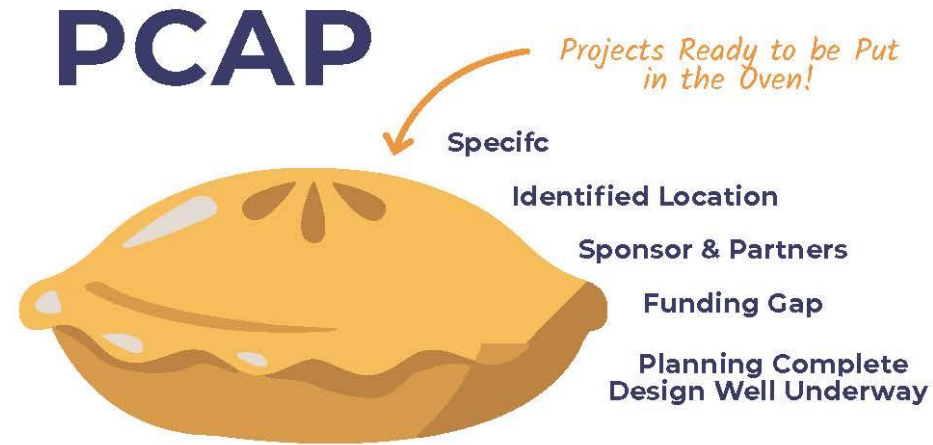 PCAP
Projects Ready to be Put
in the Oven!
Specifc
Identified Location
Sponsor & Partners
Funding Gap
Planning Complete
Design Well Underway